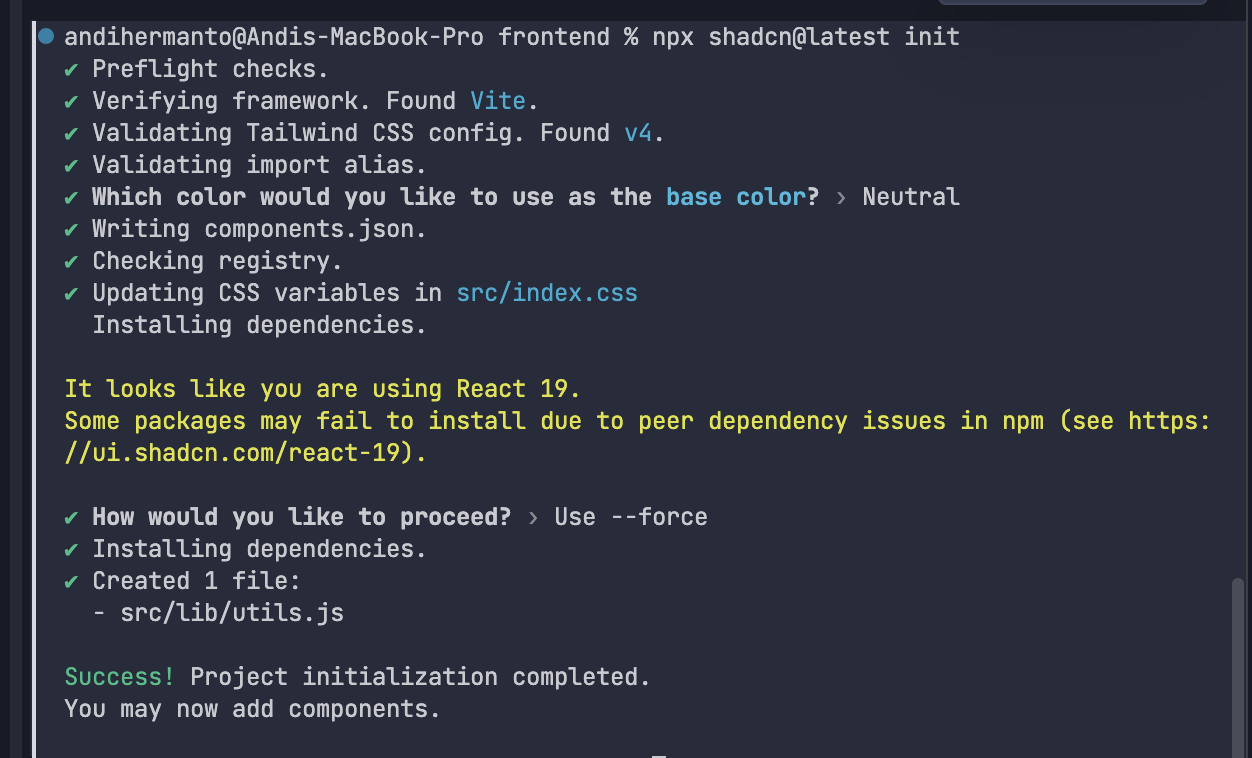 andihermanto@Andis-MacBook-Pro frontend % npx shadcn@latest init
✔ Preflight checks.
✔ Verifying framework. Found Vite.
✔ Validating Tailwind CSS config. Found v4.
✔ Validating import alias.
✔ Which color would you like to use as the base color? › Neutral
✔ Writing components.json.
✔ Checking registry.
✔ Updating CSS variables in src/index.css
Installing dependencies.
It looks like you are using React 19.
Some packages may fail to install due to peer dependency issues in npm (see https:
//ui.shadcn.com/react-19).
✔ How would you like to proceed? › Use --force
✔ Installing dependencies.
✔ Created 1 file:
- src/lib/utils.js
Success! Project initialization completed.
You may now add components.